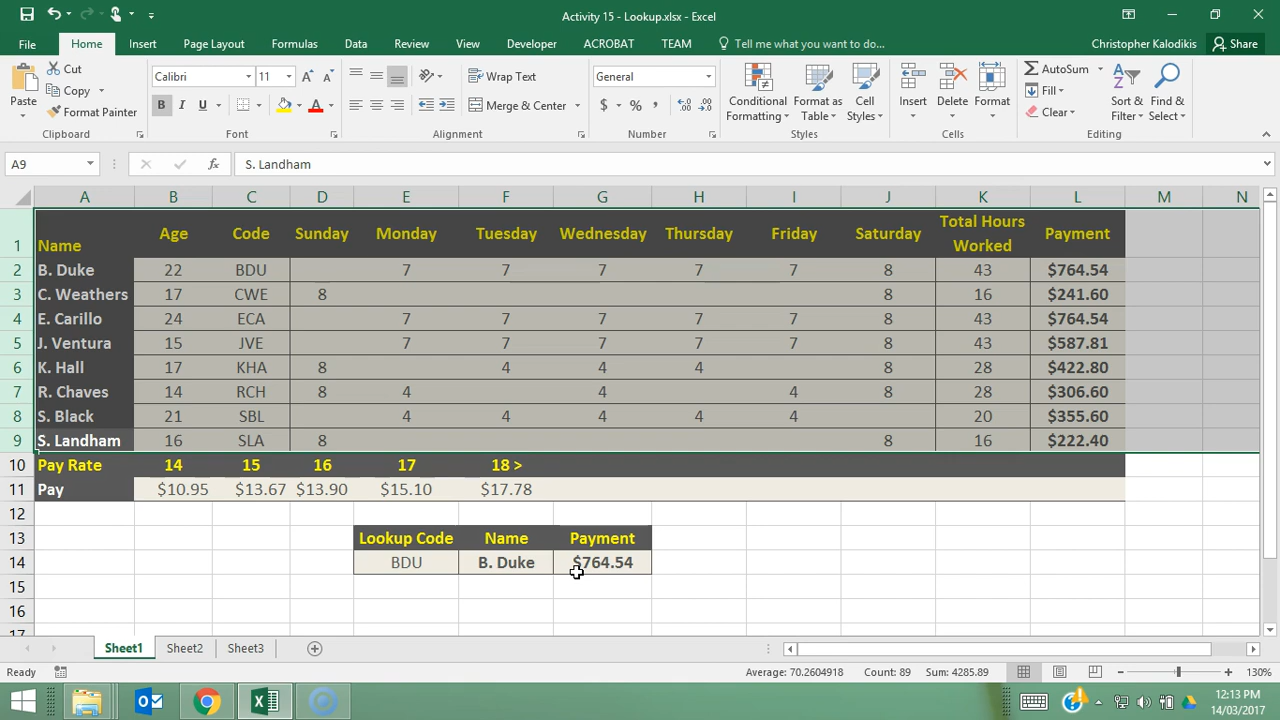 Activity 15 - Lookup.xlsx - Excel
File Home Insert Page Layout Formulas Data Review View Developer ACROBAT TEAM Tell me what you want to do... Christopher Kalodikis Share
Paste Cut Copy Format Painter Clipboard
Calibri 11 A A B I U A Font
Wrap Text Merge & Center Alignment
General $ % , Number
Conditional Formatting Format as Table Cell Styles Styles
Insert Delete Format Cells
AutoSum Fill Clear Sort & Filter Find & Select Editing
A9 fx S. Landham
A B C D E F G H I J K L M N
1 Name Age Code Sunday Monday Tuesday Wednesday Thursday Friday Saturday Total Hours Worked Payment
2 B. Duke 22 BDU 7 7 7 7 7 8 43 $764.54
3 C. Weathers 17 CWE 8 8 16 $241.60
4 E. Carillo 24 ECA 7 7 7 7 7 8 43 $764.54
5 J. Ventura 15 JVE 7 7 7 7 7 8 43 $587.81
6 K. Hall 17 KHA 8 4 4 4 8 28 $422.80
7 R. Chaves 14 RCH 8 4 4 4 8 28 $306.60
8 S. Black 21 SBL 4 4 4 4 4 20 $355.60
9 S. Landham 16 SLA 8 8 16 $222.40
10 Pay Rate 14 15 16 17 18 >
11 Pay $10.95 $13.67 $13.90 $15.10 $17.78
12
13 Lookup Code Name Payment
14 BDU B. Duke $764.54
15
16
17
Sheet1 Sheet2 Sheet3
Ready Average: 70.2604918 Count: 89 Sum: 4285.89 130%
12:13 PM
14/03/2017